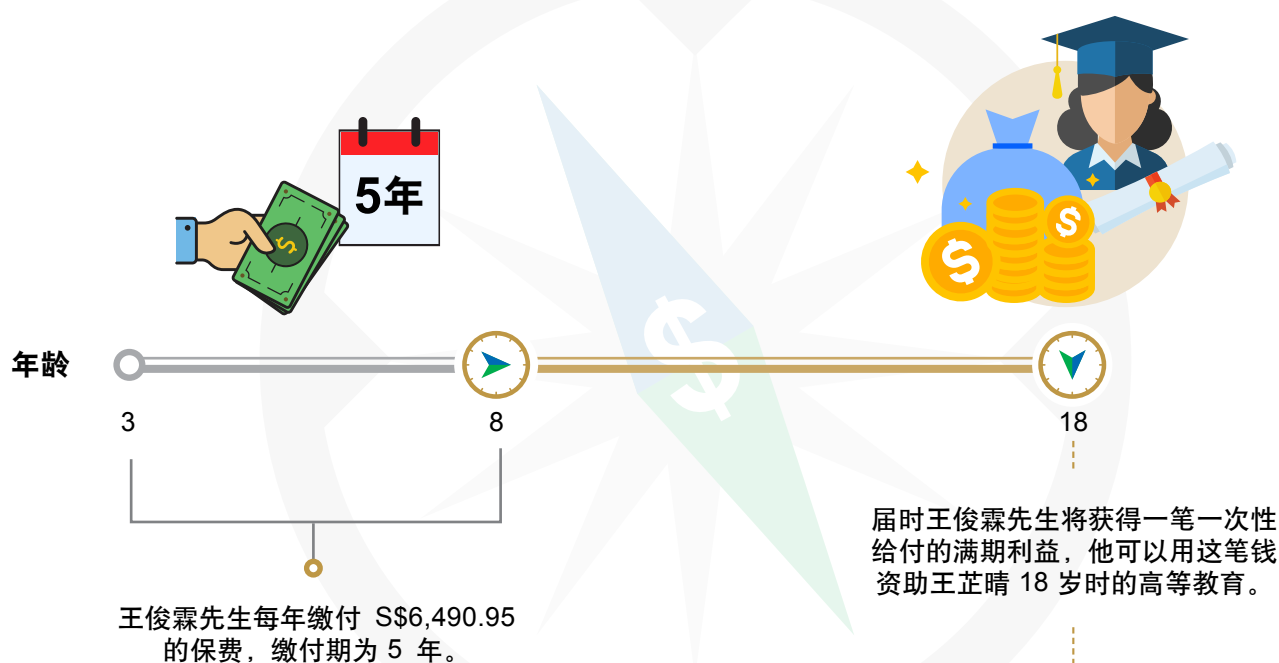 5年
年龄
3
8
18
届时王俊霖先生将获得一笔一次性
给付的满期利益，他可以用这笔钱
资助王芷晴 18 岁时的高等教育。
王俊霖先生每年缴付 S$6,490.95
的保费，缴付期为 5 年。